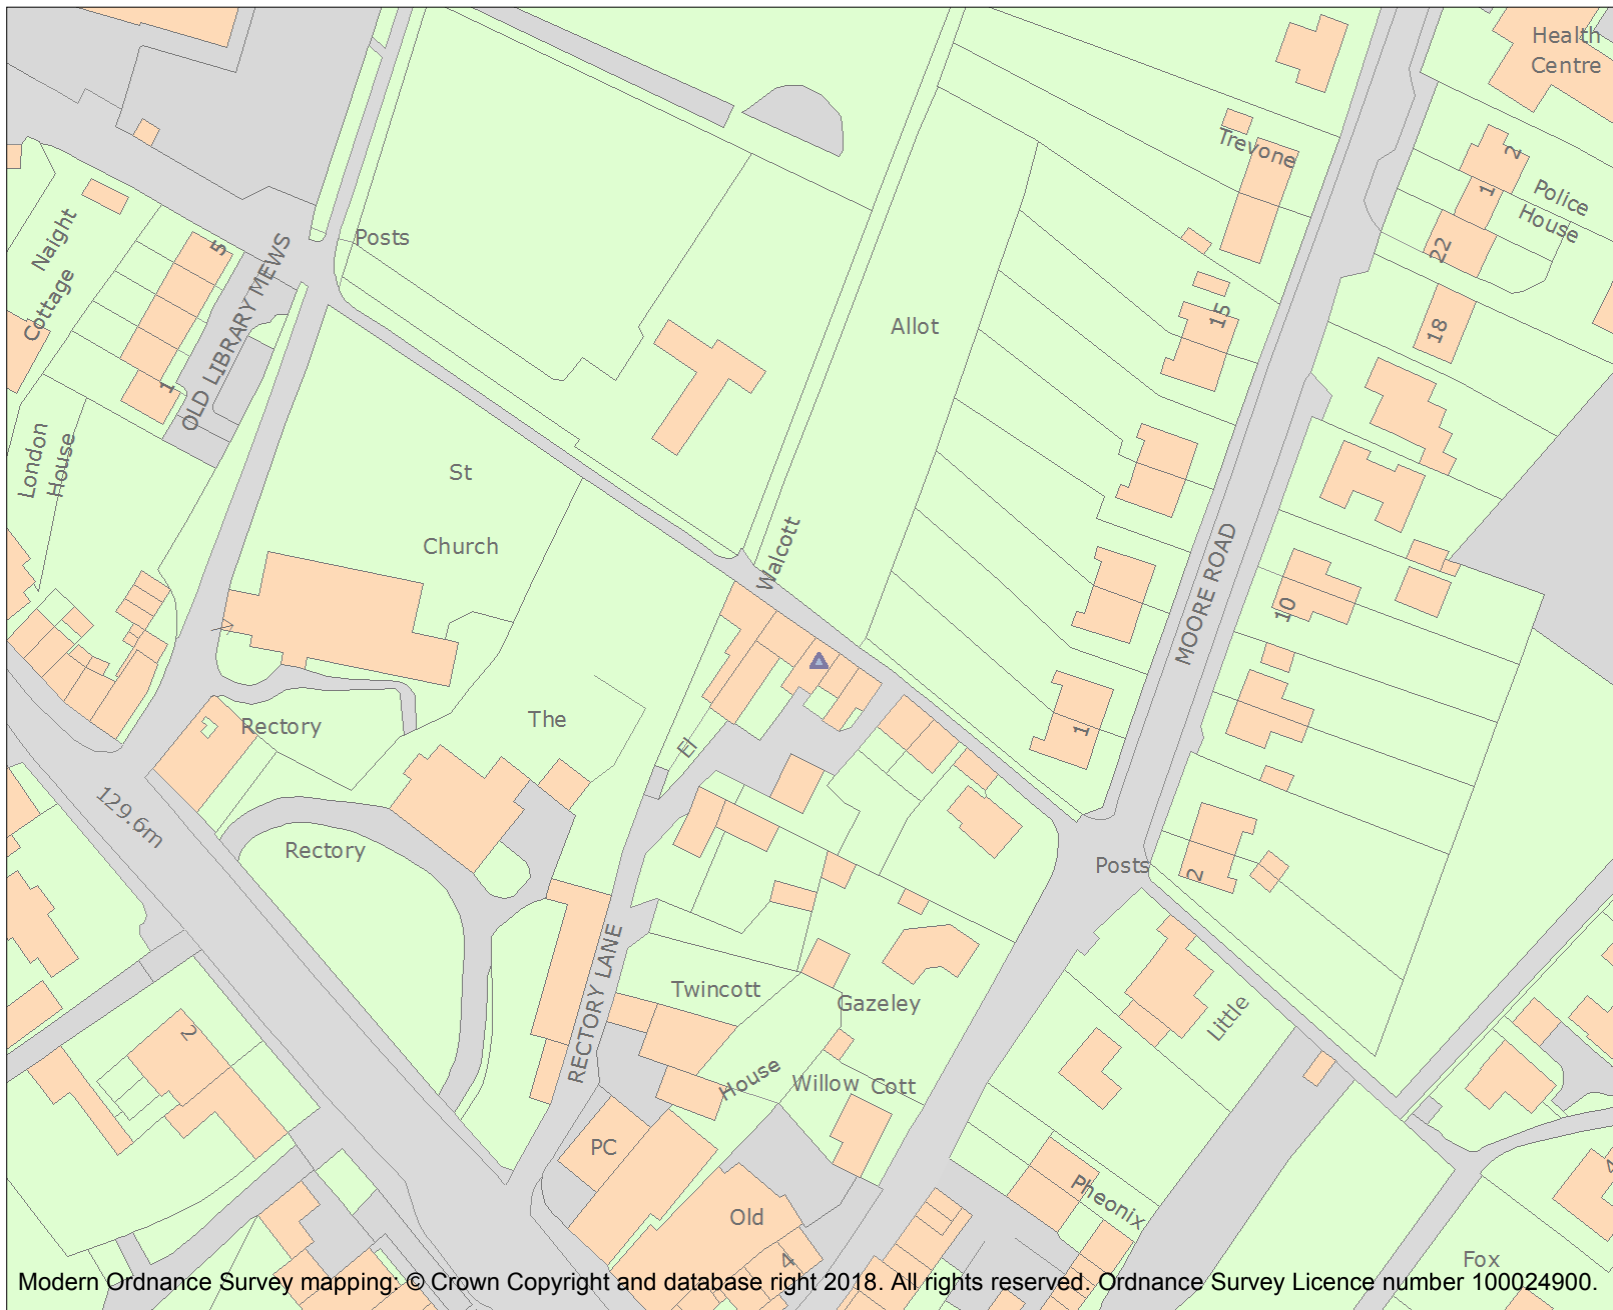 Health
Centre
Trevone
2
1
Police
House
22
Naight
Cottage
5
Posts
OLD LIBRARY MEWS
15
18
Allot
1
London
House
St
Church
Walcott
MOORE ROAD
10
Rectory
The
El
1
129.6m
Rectory
Posts
2
RECTORY LANE
Twincott
Gazeley
Little
2
House
Willow
Cott
PC
Pheonix
Old
4
4
Fox
Modern Ordnance Survey mapping: © Crown Copyright and database right 2018. All rights reserved. Ordnance Survey Licence number 100024900.